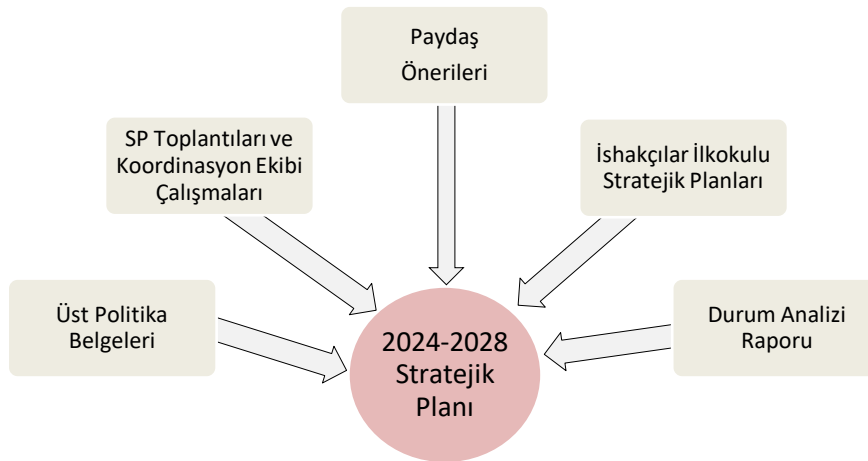 Paydaş
Önerileri
SP Toplantıları ve
Koordinasyon Ekibi
Çalışmaları
İshakçılar İlkokulu
Stratejik Planları
Üst Politika
Belgeleri
Durum Analizi
Raporu
2024-2028
Stratejik
Planı